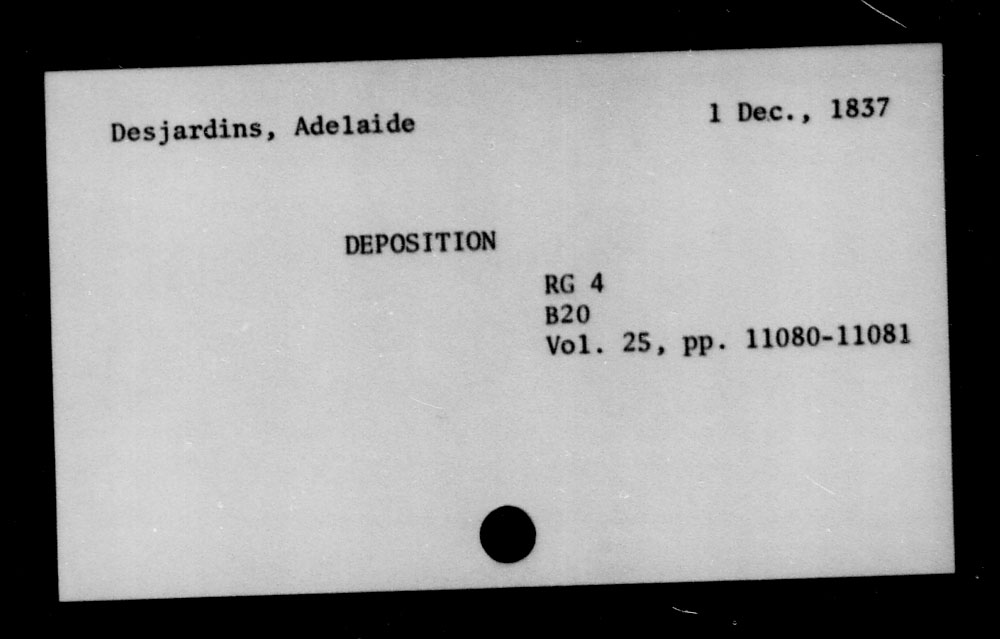 Desjardins, Adelaide 1 Dec., 1837
DEPOSITION
RG 4
B20
Vol. 25, pp. 11080-11081